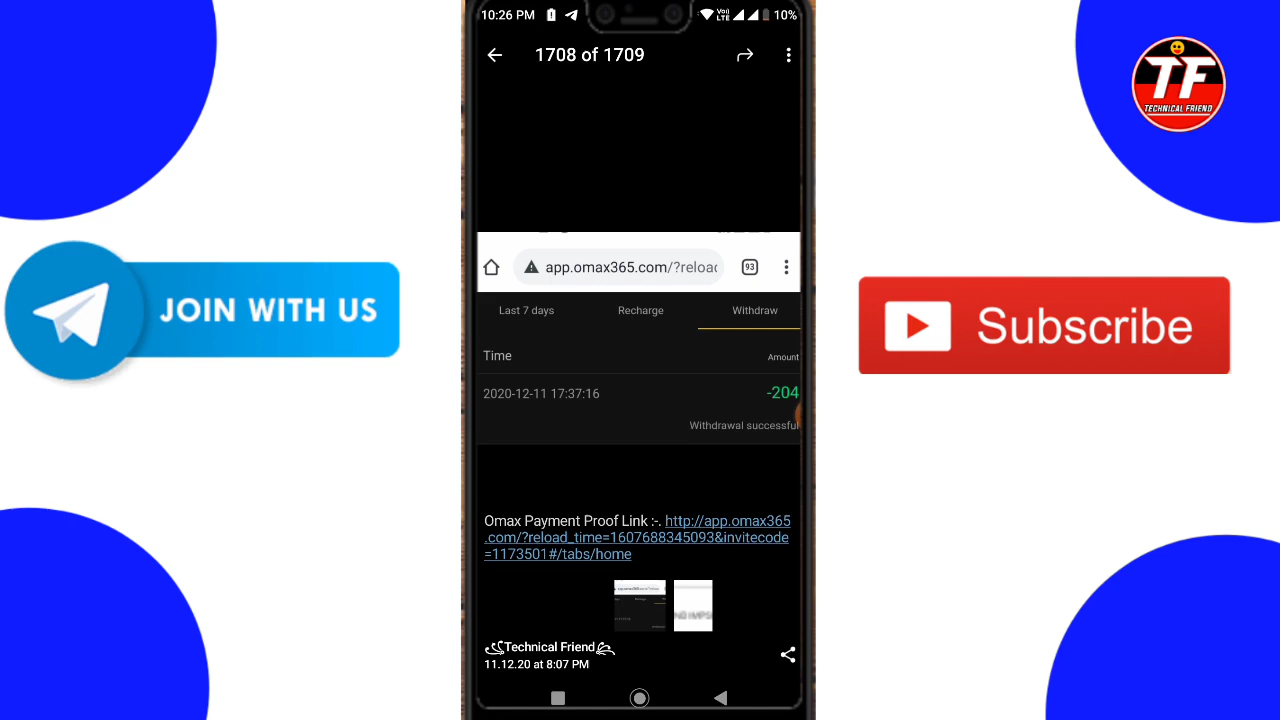 10:26 PM
Vo)) LTE
10%
1708 of 1709
TF
TECHNICAL FRIEND
app.omax365.com/?reload
93
Last 7 days Recharge Withdraw
Time Amount
2020-12-11 17:37:16 -204
Withdrawal successful
JOIN WITH US
Subscribe
Omax Payment Proof Link :-. http://app.omax365
.com/?reload_time=1607688345093&invitecode
=1173501#/tabs/home
Technical Friend
11.12.20 at 8:07 PM